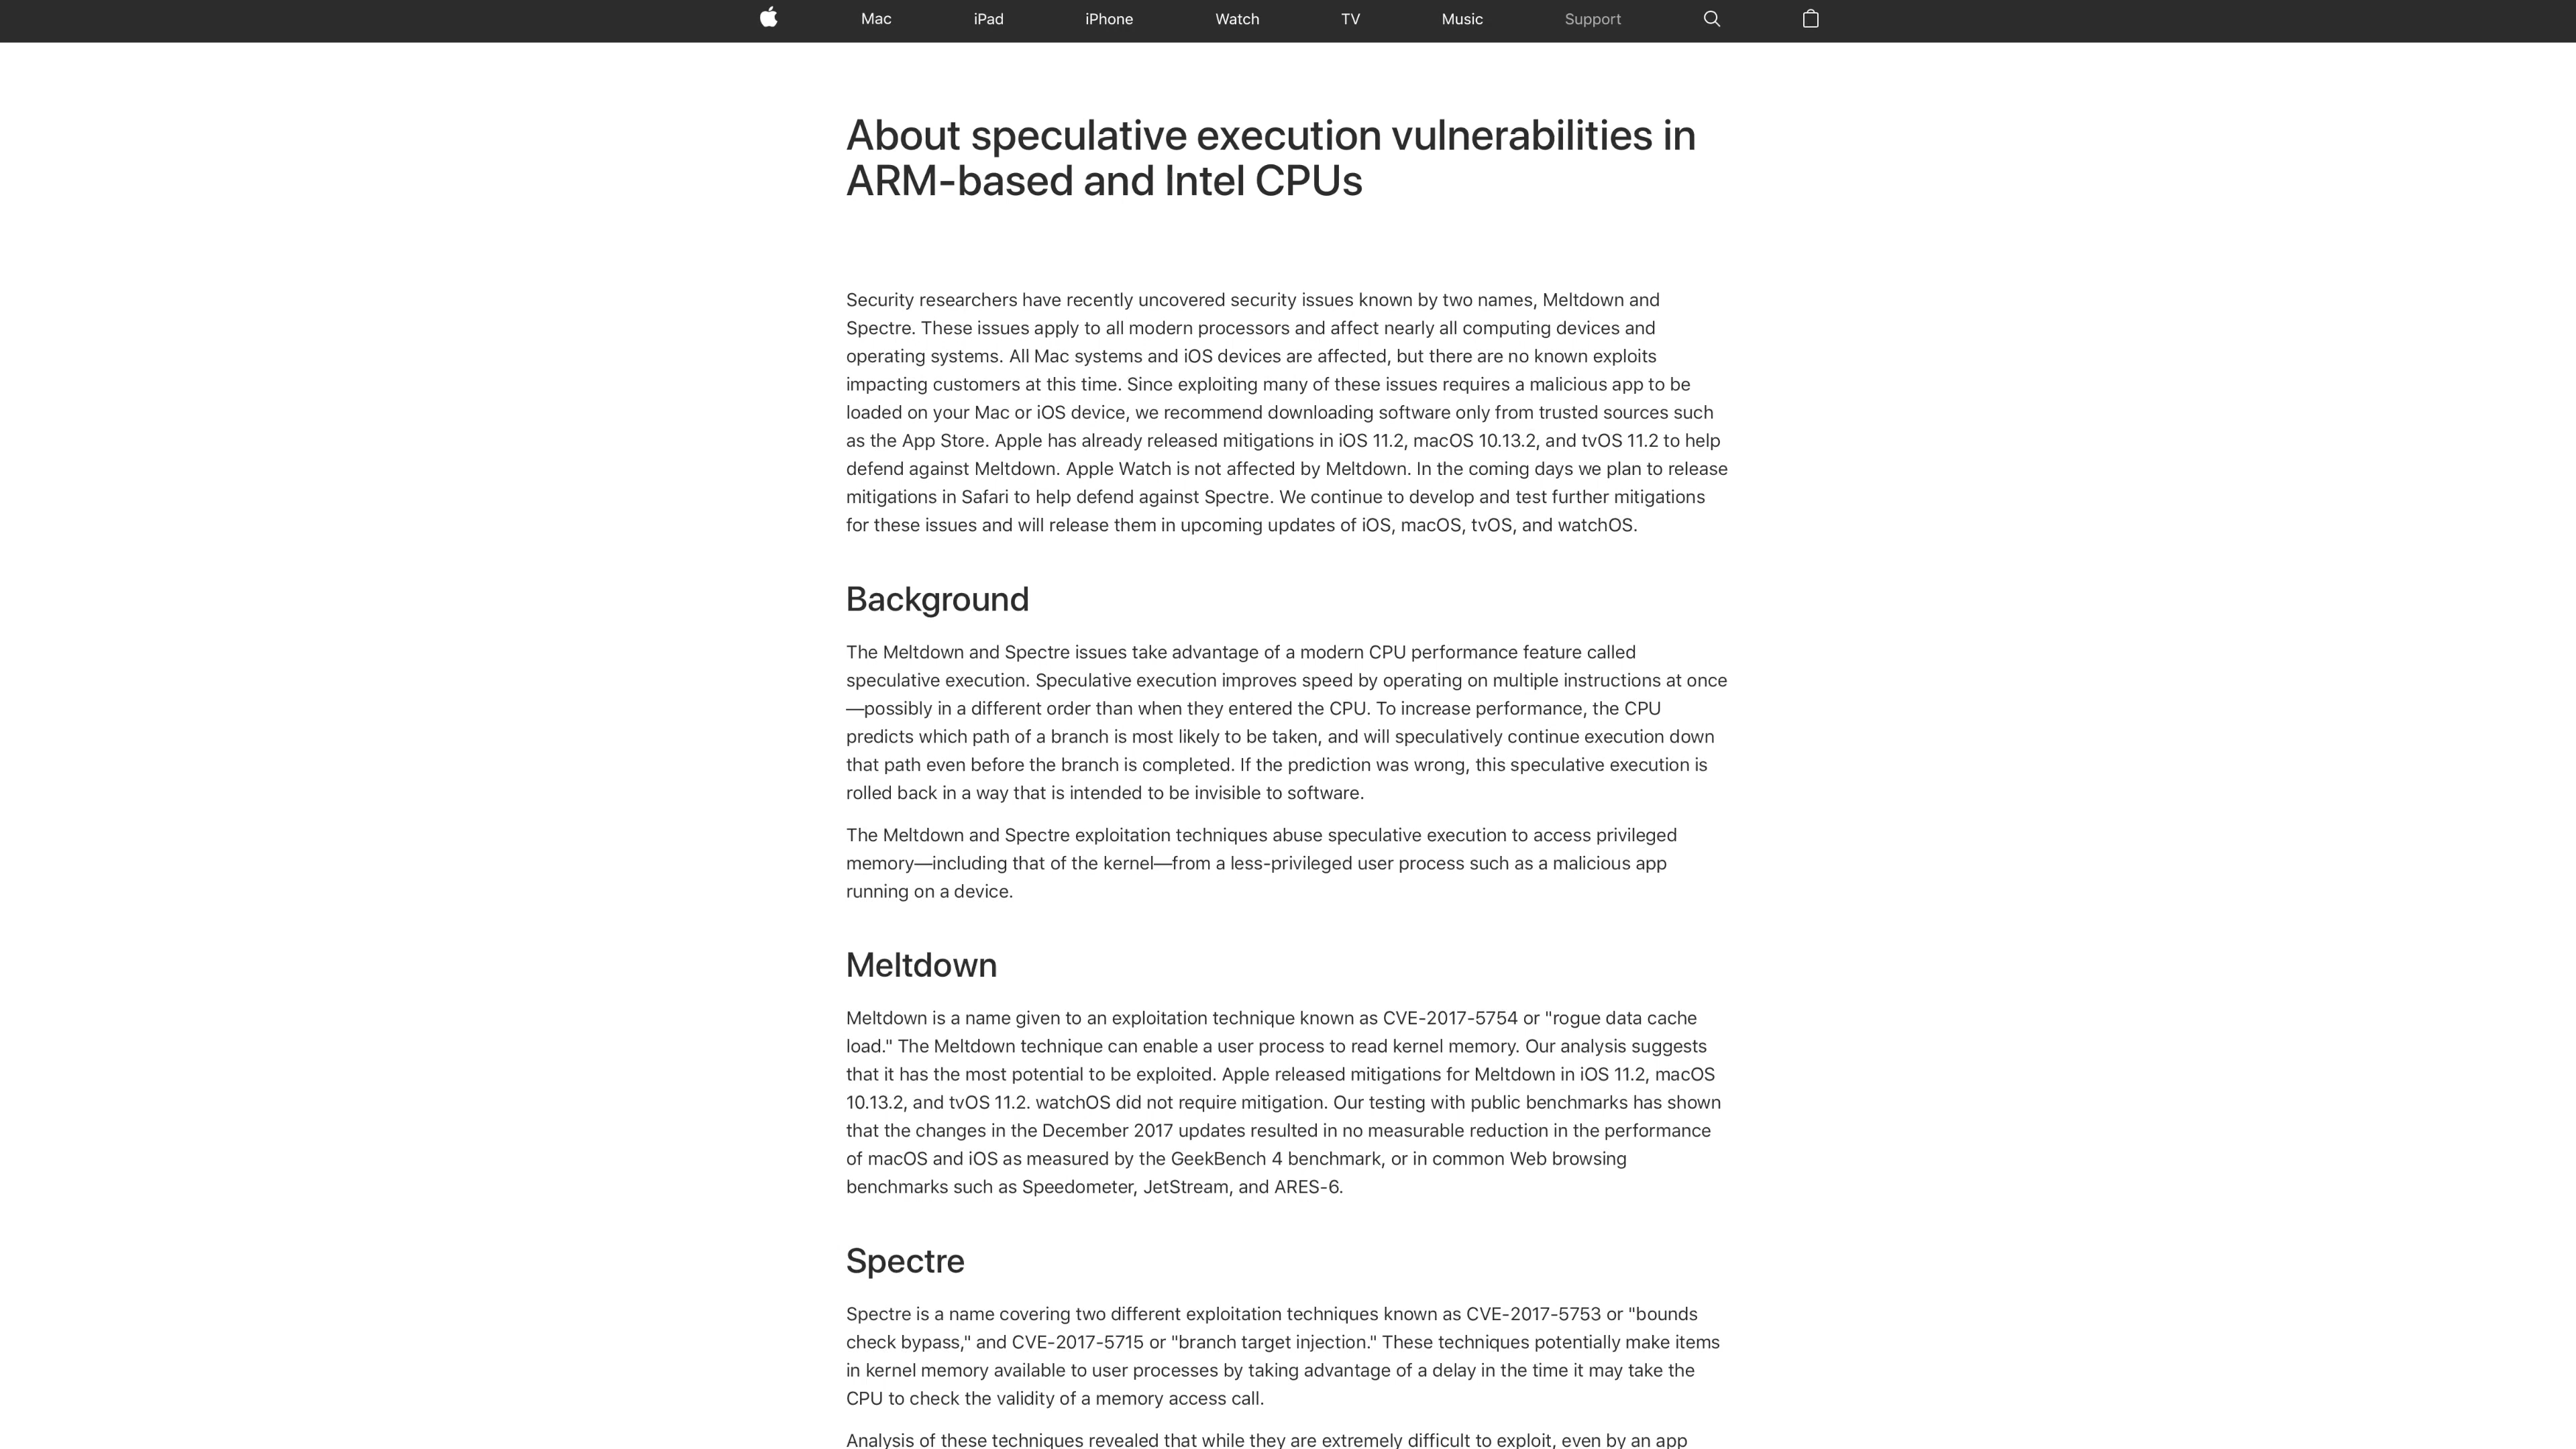 Mac iPad iPhone Watch TV Music Support
About speculative execution vulnerabilities in
ARM-based and Intel CPUs
Security researchers have recently uncovered security issues known by two names, Meltdown and
Spectre. These issues apply to all modern processors and affect nearly all computing devices and
operating systems. All Mac systems and iOS devices are affected, but there are no known exploits
impacting customers at this time. Since exploiting many of these issues requires a malicious app to be
loaded on your Mac or iOS device, we recommend downloading software only from trusted sources such
as the App Store. Apple has already released mitigations in iOS 11.2, macOS 10.13.2, and tvOS 11.2 to help
defend against Meltdown. Apple Watch is not affected by Meltdown. In the coming days we plan to release
mitigations in Safari to help defend against Spectre. We continue to develop and test further mitigations
for these issues and will release them in upcoming updates of iOS, macOS, tvOS, and watchOS.
Background
The Meltdown and Spectre issues take advantage of a modern CPU performance feature called
speculative execution. Speculative execution improves speed by operating on multiple instructions at once
—possibly in a different order than when they entered the CPU. To increase performance, the CPU
predicts which path of a branch is most likely to be taken, and will speculatively continue execution down
that path even before the branch is completed. If the prediction was wrong, this speculative execution is
rolled back in a way that is intended to be invisible to software.
The Meltdown and Spectre exploitation techniques abuse speculative execution to access privileged
memory—including that of the kernel—from a less-privileged user process such as a malicious app
running on a device.
Meltdown
Meltdown is a name given to an exploitation technique known as CVE-2017-5754 or "rogue data cache
load." The Meltdown technique can enable a user process to read kernel memory. Our analysis suggests
that it has the most potential to be exploited. Apple released mitigations for Meltdown in iOS 11.2, macOS
10.13.2, and tvOS 11.2. watchOS did not require mitigation. Our testing with public benchmarks has shown
that the changes in the December 2017 updates resulted in no measurable reduction in the performance
of macOS and iOS as measured by the GeekBench 4 benchmark, or in common Web browsing
benchmarks such as Speedometer, JetStream, and ARES-6.
Spectre
Spectre is a name covering two different exploitation techniques known as CVE-2017-5753 or "bounds
check bypass," and CVE-2017-5715 or "branch target injection." These techniques potentially make items
in kernel memory available to user processes by taking advantage of a delay in the time it may take the
CPU to check the validity of a memory access call.
Analysis of these techniques revealed that while they are extremely difficult to exploit, even by an app